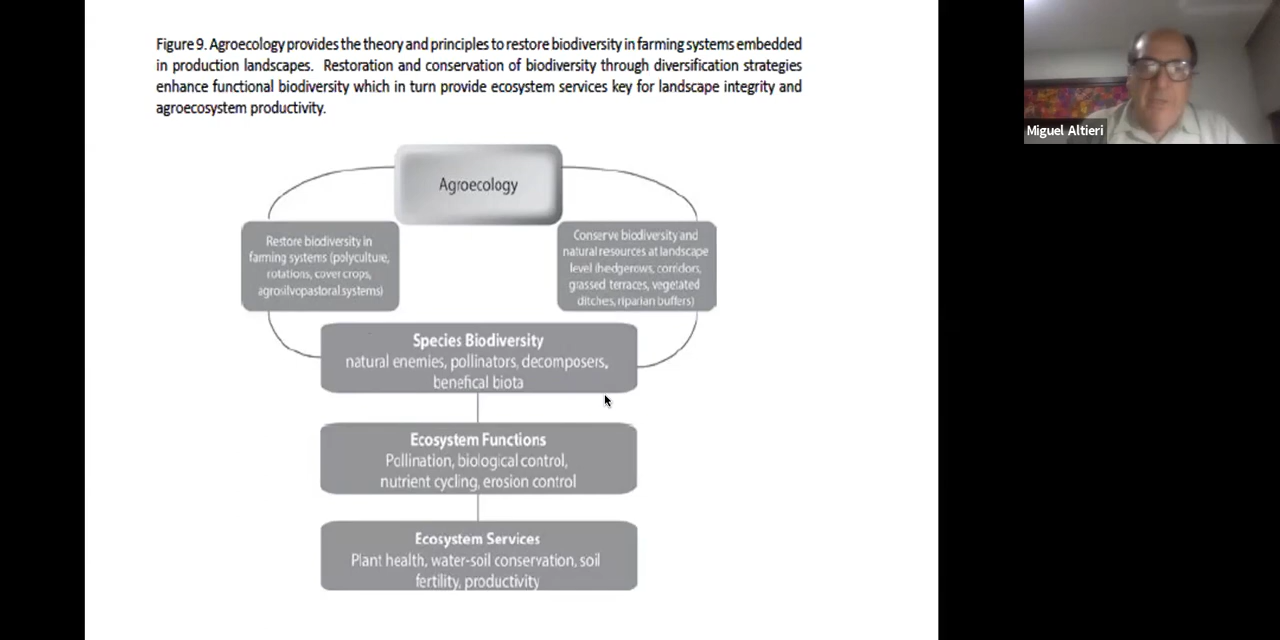 Figure 9. Agroecology provides the theory and principles to restore biodiversity in farming systems embedded
in production landscapes. Restoration and conservation of biodiversity through diversification strategies
enhance functional biodiversity which in turn provide ecosystem services key for landscape integrity and
agroecosystem productivity.
Miguel Altieri
Agroecology
Restore biodiversity in
farming systems (polyculture,
rotations, cover crops,
agrosilvopastoral systems)
Conserve biodiversity and
natural resources at landscape
level (hedgerows, corridors,
grassed terraces, vegetated
ditches, riparian buffers)
Species Biodiversity
natural enemies, pollinators, decomposers,
benefical biota
Ecosystem Functions
Pollination, biological control,
nutrient cycling, erosion control
Ecosystem Services
Plant health, water-soil conservation, soil
fertility, productivity